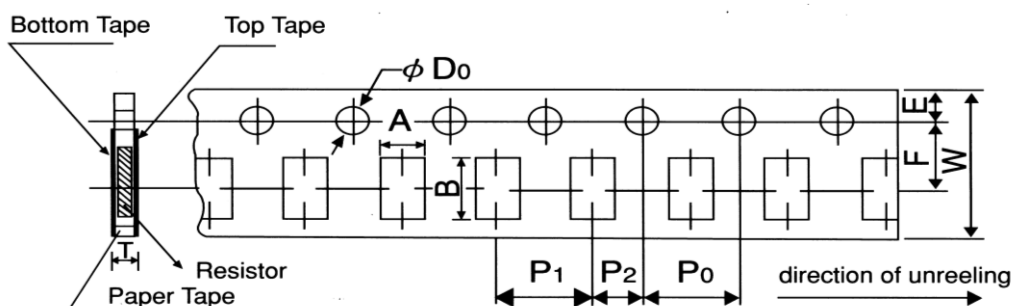 Bottom Tape
Top Tape
φ D0
A
E
B
F
W
T
Resistor
Paper Tape
P1
P2
P0
direction of unreeling